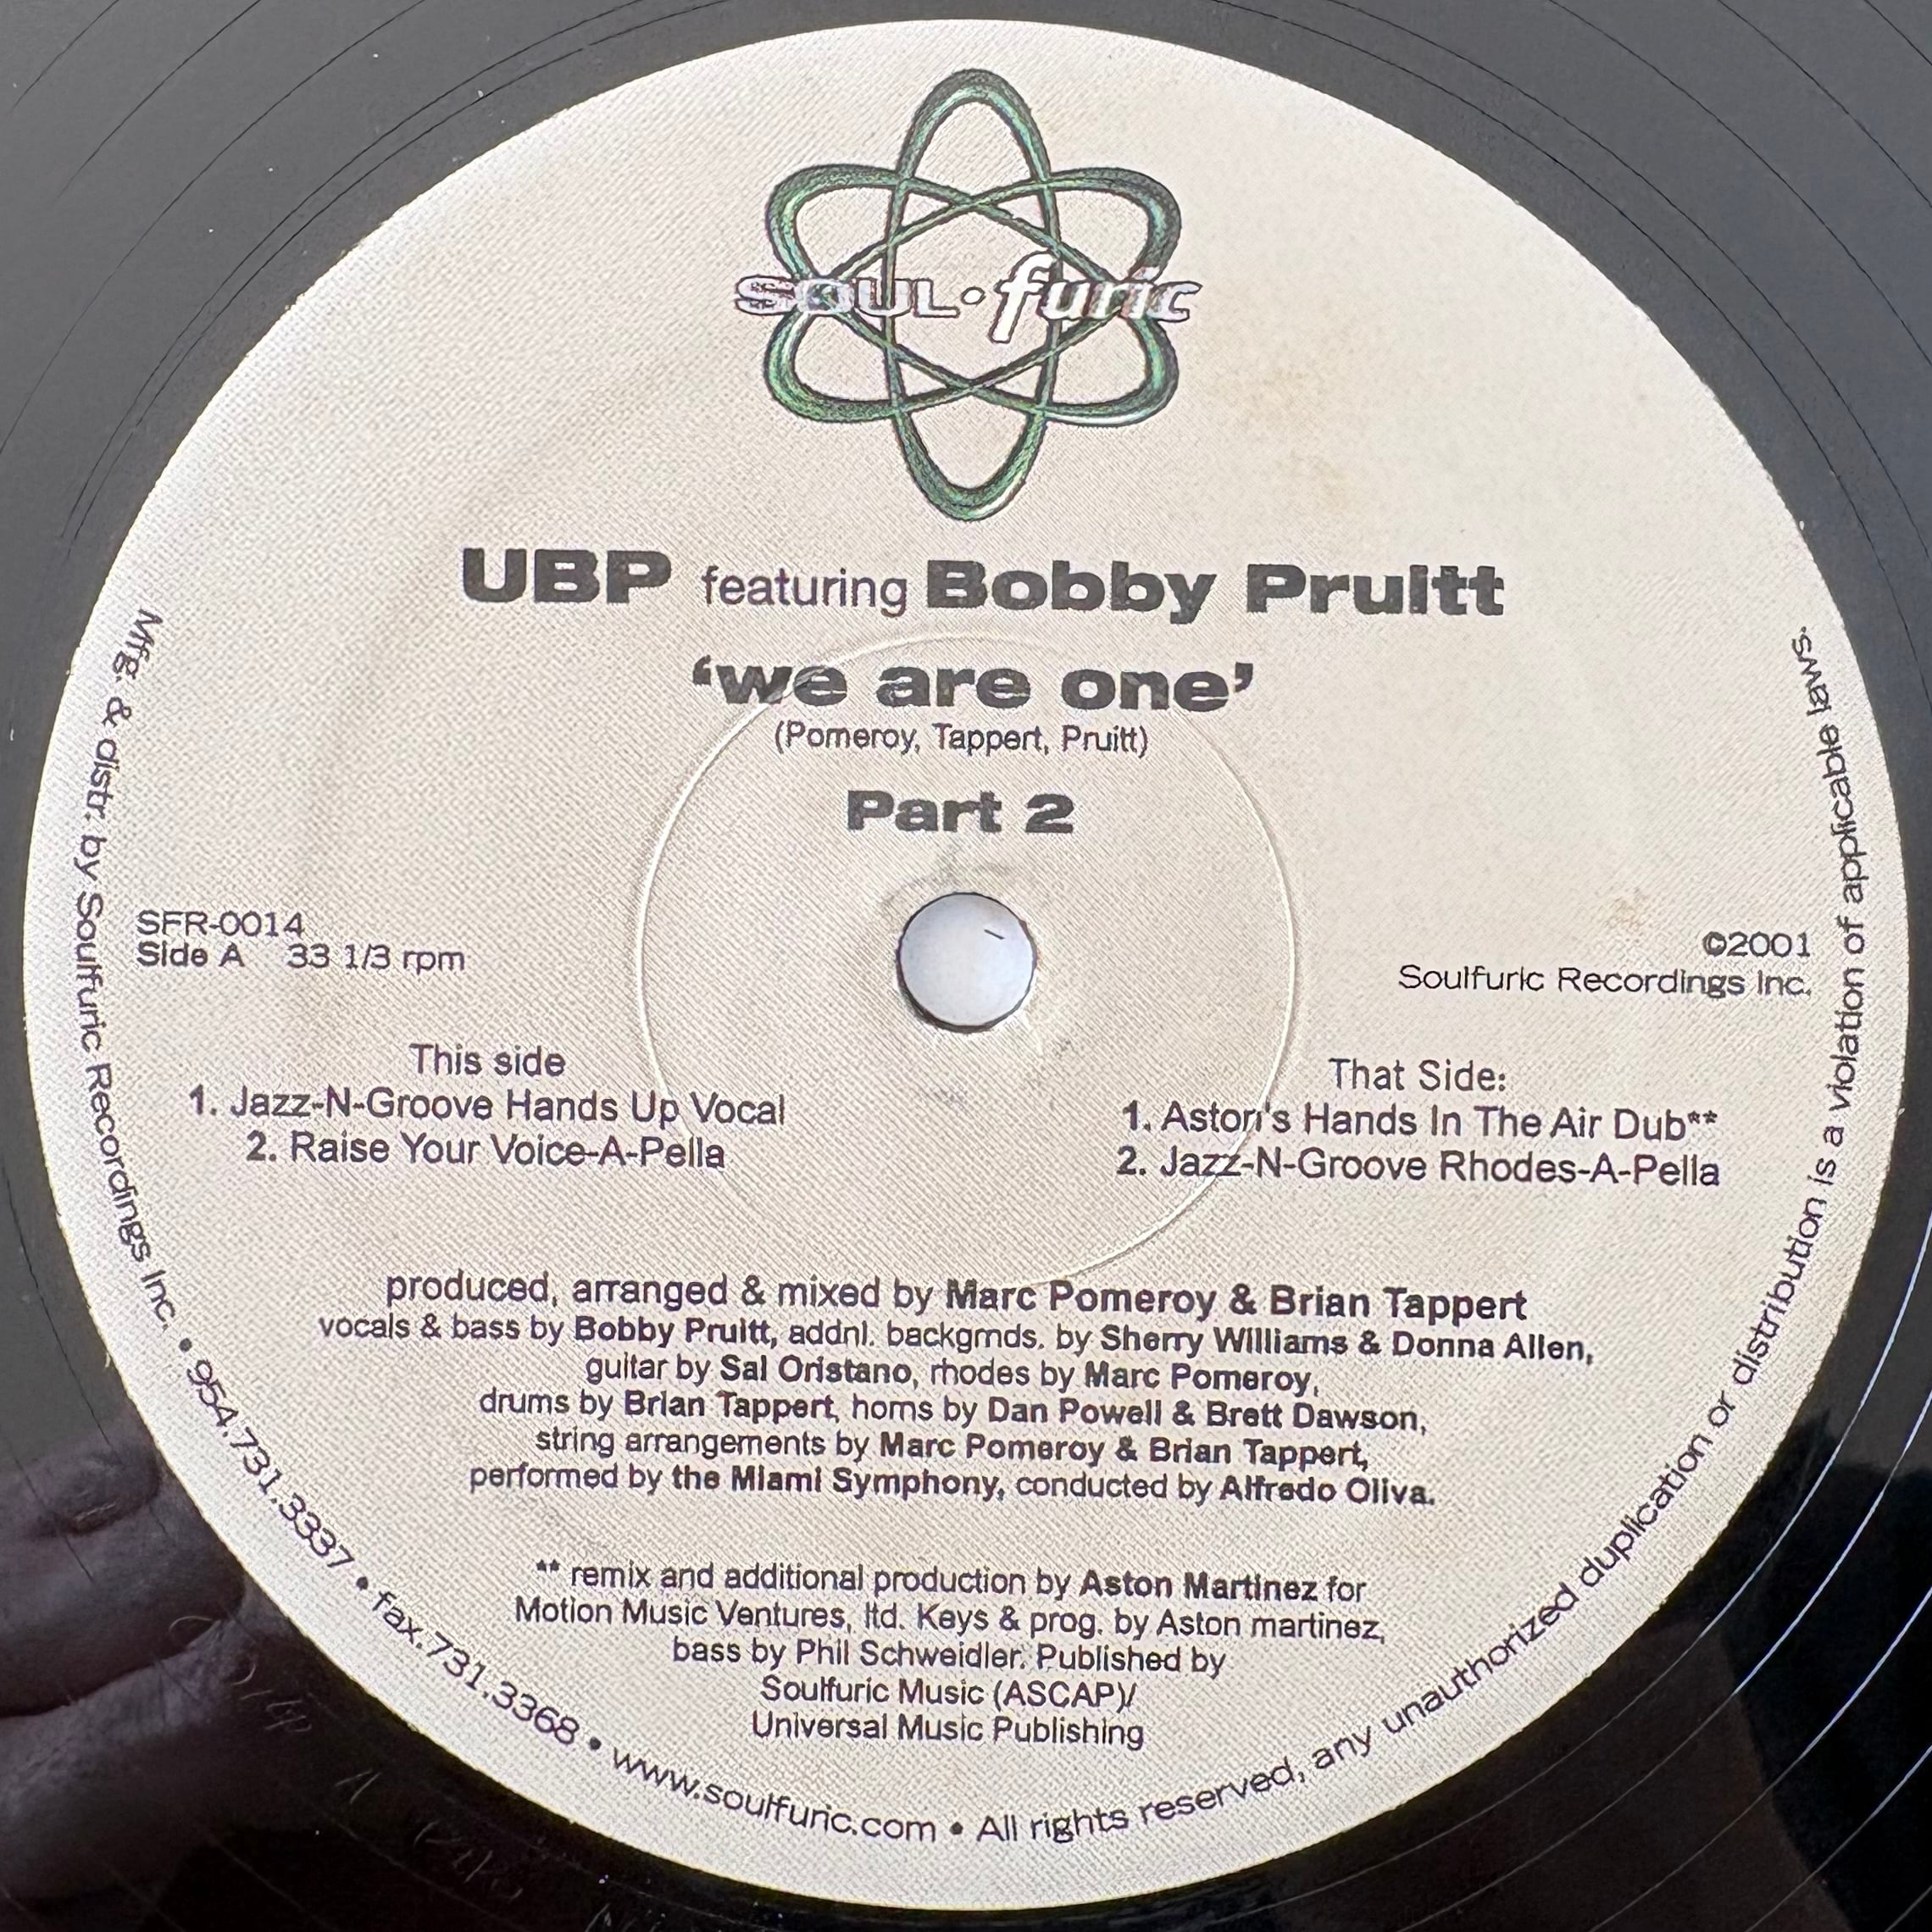 SOUL•furic
UBP featuring Bobby Pruitt
‘we are one’
(Pomeroy, Tappert, Pruitt)
Part 2
SFR-0014
Side A 33 1/3 rpm
©2001
Soulfuric Recordings Inc.
This side
1. Jazz-N-Groove Hands Up Vocal
2. Raise Your Voice-A-Pella
That Side:
1. Aston's Hands In The Air Dub**
2. Jazz-N-Groove Rhodes-A-Pella
produced, arranged & mixed by Marc Pomeroy & Brian Tappert
vocals & bass by Bobby Pruitt, addnl. backgrnds. by Sherry Williams & Donna Allen,
guitar by Sal Oristano, rhodes by Marc Pomeroy,
drums by Brian Tappert, horns by Dan Powell & Brett Dawson,
string arrangements by Marc Pomeroy & Brian Tappert,
performed by the Miami Symphony, conducted by Alfredo Oliva.
** remix and additional production by Aston Martinez for
Motion Music Ventures, ltd. Keys & prog. by Aston martinez,
bass by Phil Schweidler. Published by
Soulfuric Music (ASCAP)/
Universal Music Publishing
Mfg. & distr. by Soulfuric Recordings Inc. • 954.731.3337 • fax.731.3368 • www.soulfuric.com • All rights reserved, any unauthorized duplication or distribution is a violation of applicable laws.